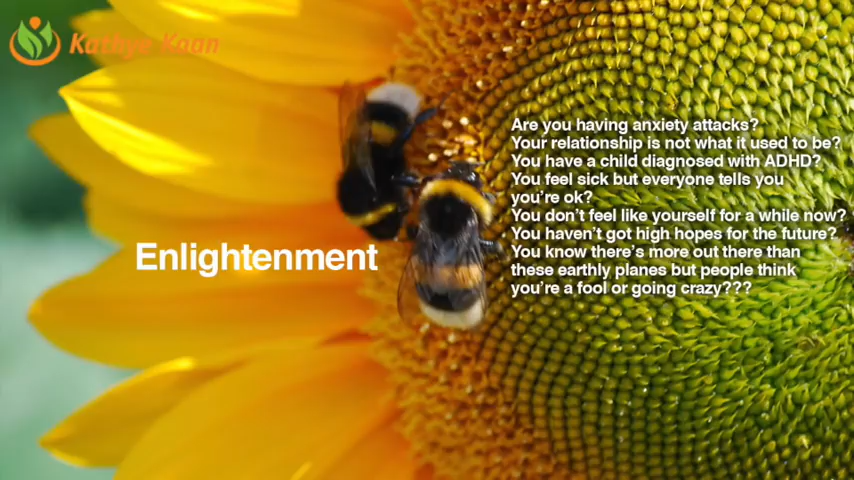 Kathye Kaan
Enlightenment
Are you having anxiety attacks?
Your relationship is not what it used to be?
You have a child diagnosed with ADHD?
You feel sick but everyone tells you
you're ok?
You don't feel like yourself for a while now?
You haven't got high hopes for the future?
You know there's more out there than
these earthly planes but people think
you're a fool or going crazy???